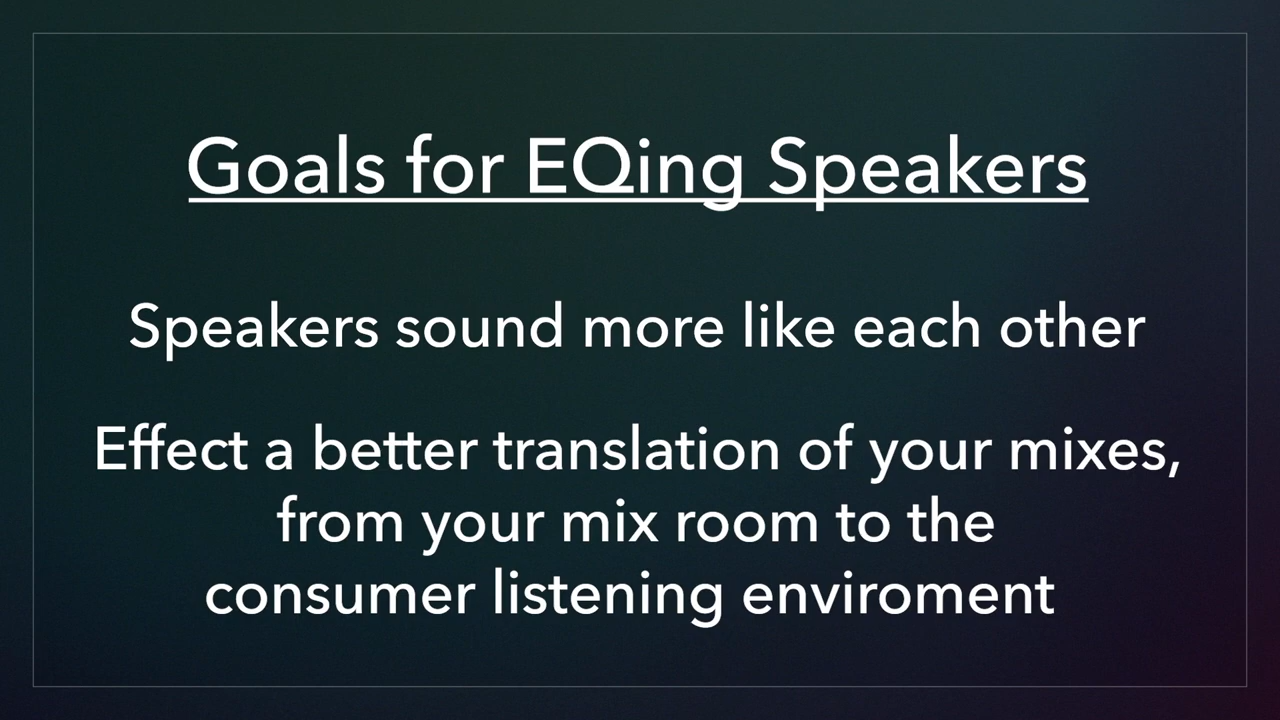 Goals for EQing Speakers
Speakers sound more like each other
Effect a better translation of your mixes,
from your mix room to the
consumer listening enviroment